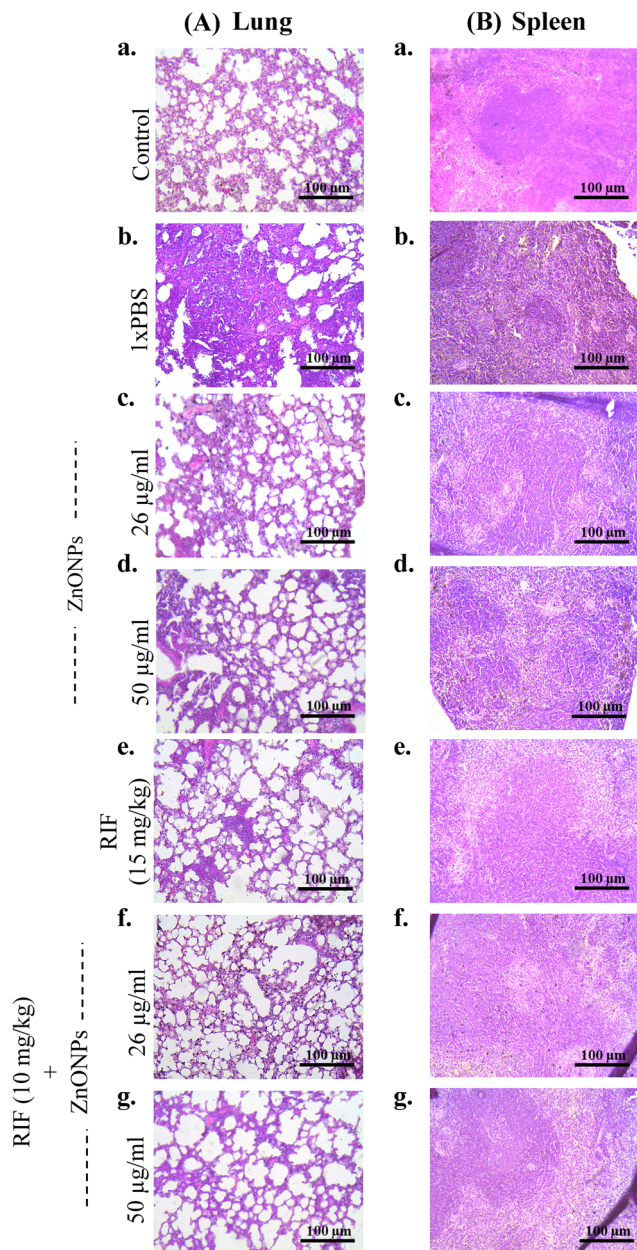 (A) Lung
(B) Spleen
a.
a.
Control
100 µm
100 µm
b.
b.
1xPBS
100 µm
100 µm
c.
c.
26 µg/ml
100 µm
100 µm
ZnONPs
d.
d.
50 µg/ml
100 µm
100 µm
e.
e.
RIF
(15 mg/kg)
100 µm
100 µm
f.
f.
26 µg/ml
100 µm
100 µm
RIF (10 mg/kg)
+
ZnONPs
g.
g.
50 µg/ml
100 µm
100 µm